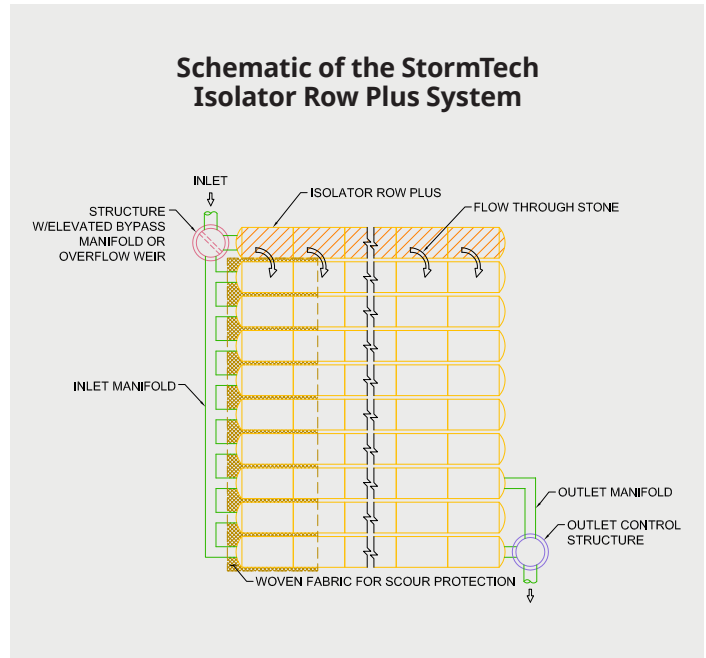 Schematic of the StormTech
Isolator Row Plus System
INLET
ISOLATOR ROW PLUS
FLOW THROUGH STONE
STRUCTURE
W/ELEVATED BYPASS
MANIFOLD OR
OVERFLOW WEIR
INLET MANIFOLD
OUTLET MANIFOLD
OUTLET CONTROL
STRUCTURE
WOVEN FABRIC FOR SCOUR PROTECTION